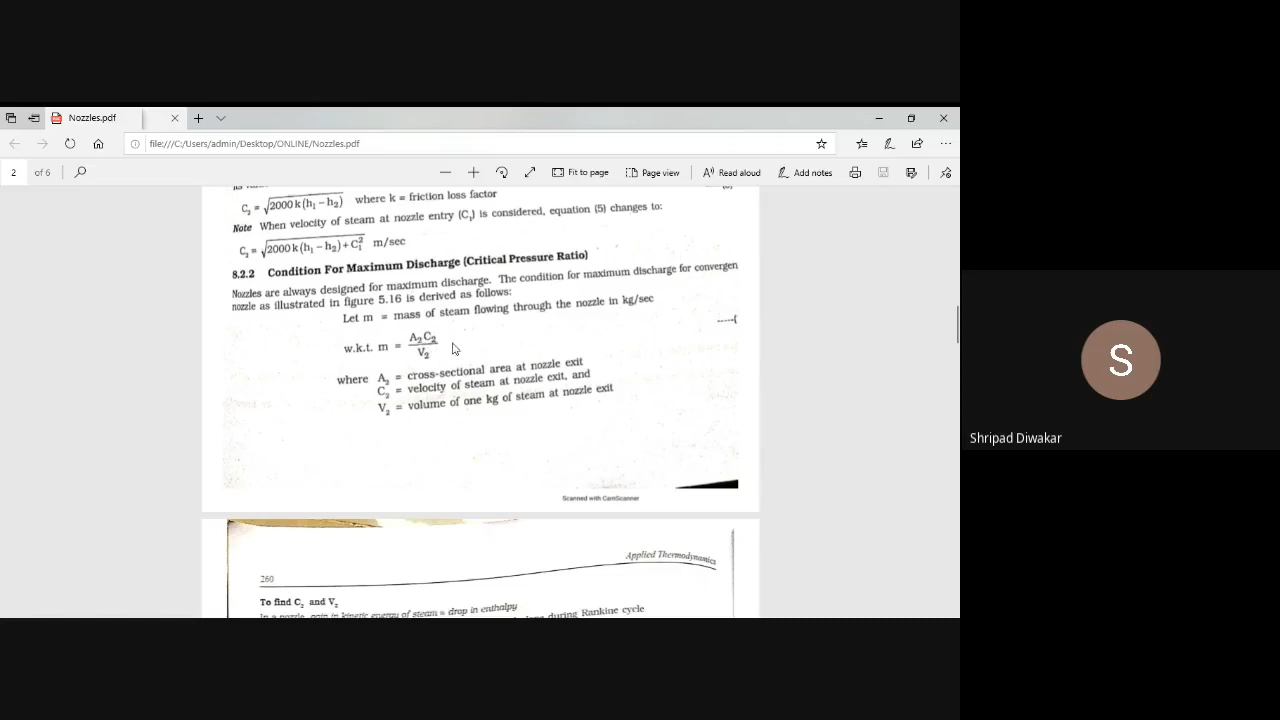 Nozzles.pdf
file:///C:/Users/admin/Desktop/ONLINE/Nozzles.pdf
2 of 6
Fit to page
Page view
Read aloud
Add notes
C₂ = √2000 k (h₁ – h₂) where k = friction loss factor
Note When velocity of steam at nozzle entry (C₁) is considered, equation (5) changes to:
C₂ = √2000 k (h₁ – h₂) + C₁² m/sec
8.2.2 Condition For Maximum Discharge (Critical Pressure Ratio)
Nozzles are always designed for maximum discharge. The condition for maximum discharge for convergen
nozzle as illustrated in figure 5.16 is derived as follows:
Let m = mass of steam flowing through the nozzle in kg/sec
w.k.t. m = A₂ C₂ / V₂
where A₂ = cross-sectional area at nozzle exit
C₂ = velocity of steam at nozzle exit, and
V₂ = volume of one kg of steam at nozzle exit
Scanned with CamScanner
Applied Thermodynamics
260
To find C₂ and V₂
In a nozzle, gain in kinetic energy of steam = drop in enthalpy
during Rankine cycle
S
Shripad Diwakar